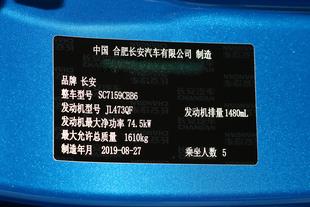 中国 合肥长安汽车有限公司 制造
品牌 长安
整车型号 SC7159CBB6
发动机型号 JL473QF 发动机排量 1480mL
发动机最大净功率 74.5kW
最大允许总质量 1610kg
制造年月 2019-08-27 乘坐人数 5